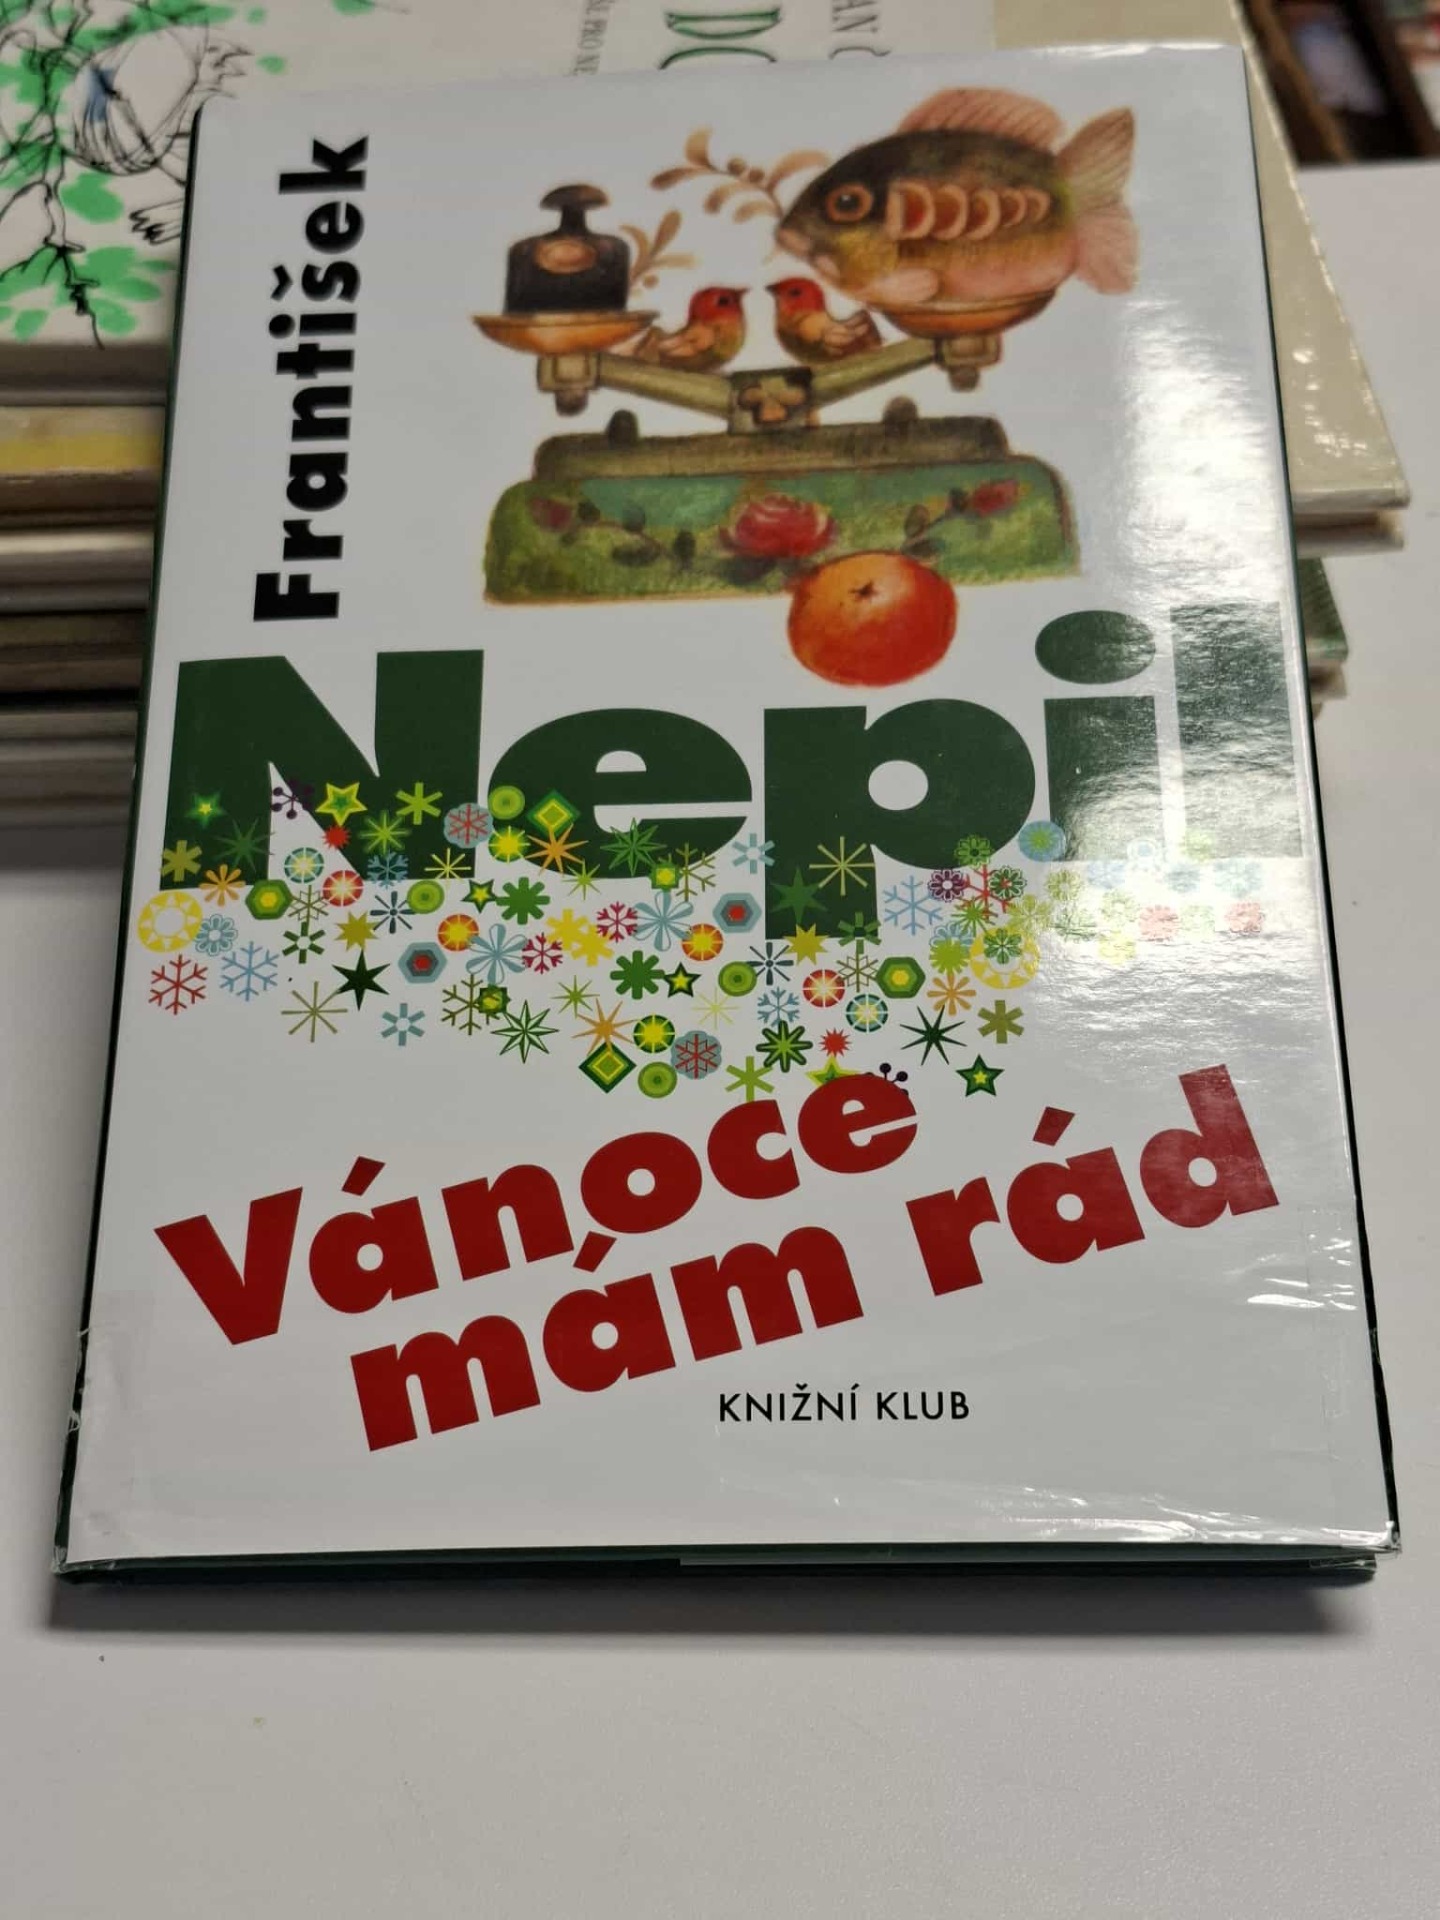 František
Nepil
Vánoce
mám rád
KNIŽNÍ KLUB